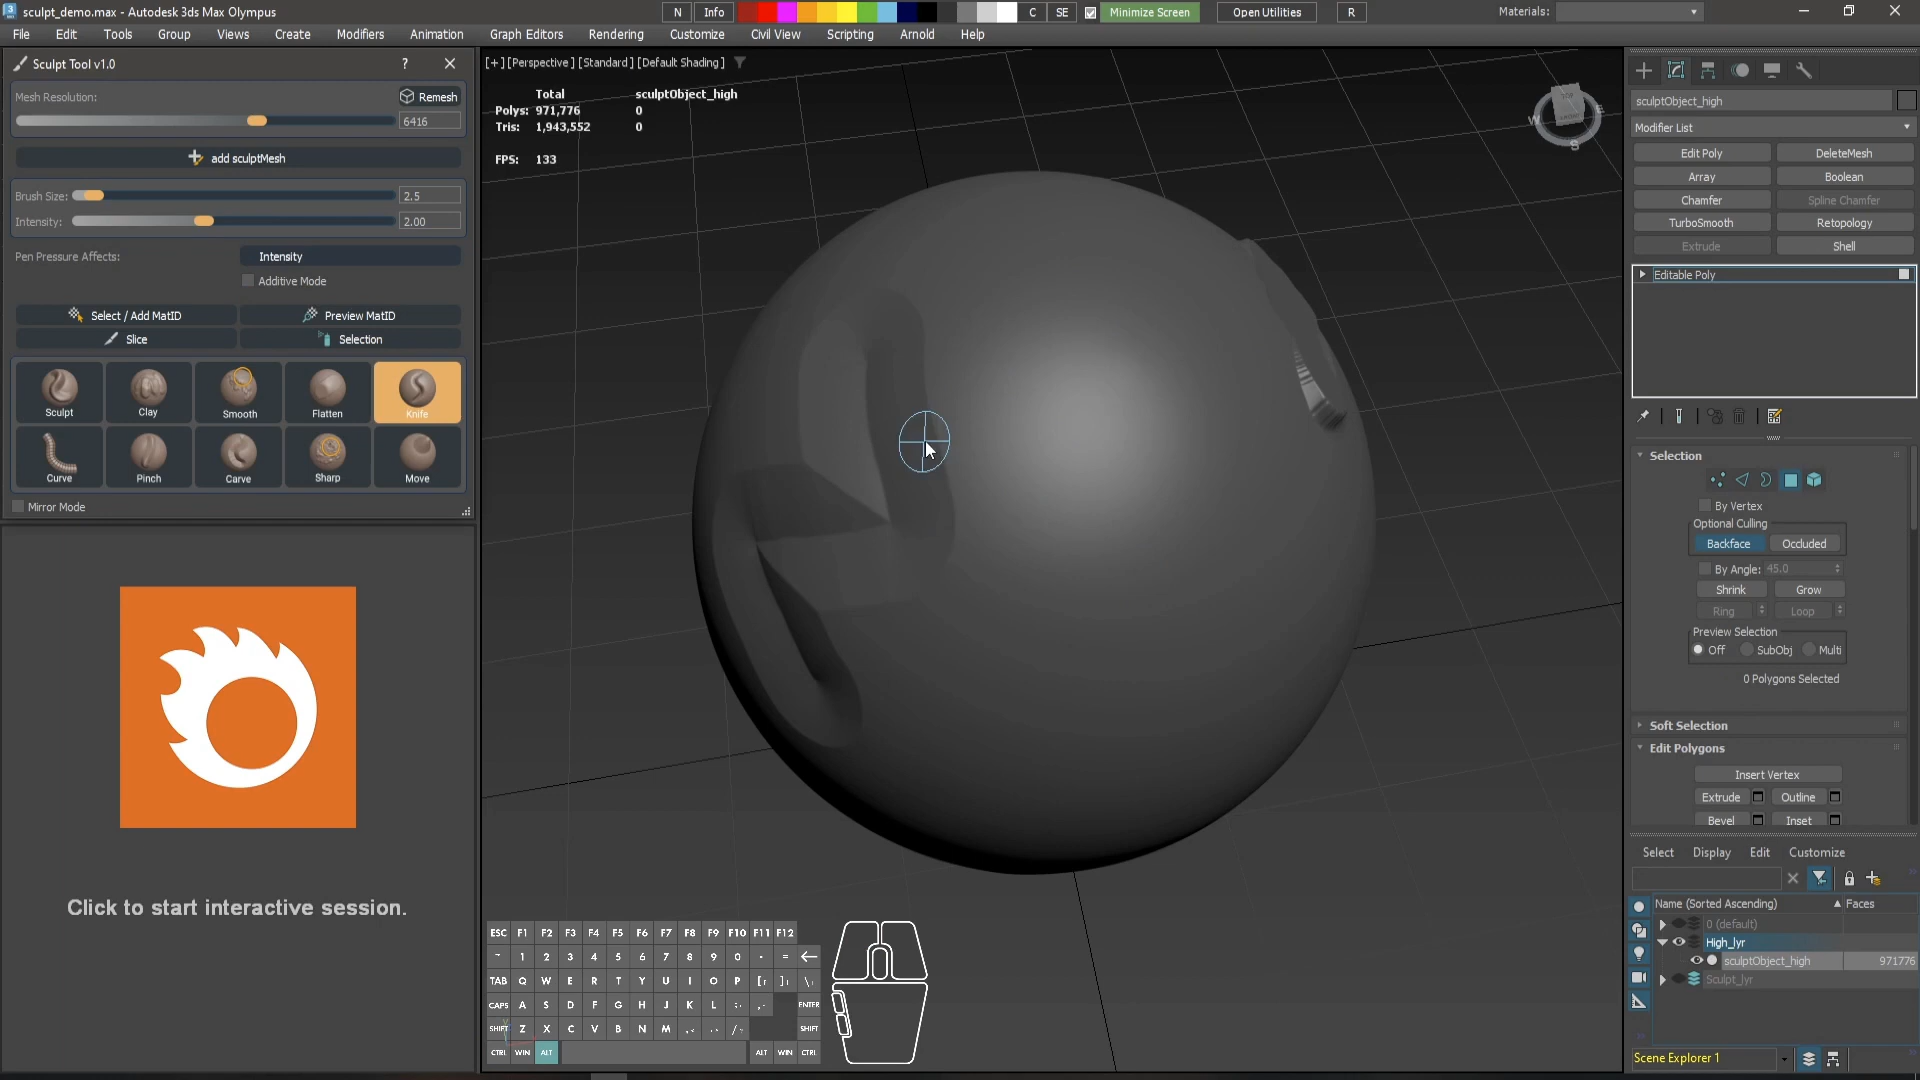 sculpt_demo.max - Autodesk 3ds Max Olympus
N Info C SE Minimize Screen Open Utilities R Materials:
File Edit Tools Group Views Create Modifiers Animation Graph Editors Rendering Customize Civil View Scripting Arnold Help
Sculpt Tool v1.0 ?
Mesh Resolution: Remesh
6416
add sculptMesh
Brush Size: 2.5
Intensity: 2.00
Pen Pressure Affects: Intensity
Additive Mode
Select / Add MatID Preview MatID
Slice Selection
Sculpt Clay Smooth Flatten Knife
Curve Pinch Carve Sharp Move
Mirror Mode
Click to start interactive session.
[+] [Perspective] [Standard] [Default Shading]
Total sculptObject_high
Polys: 971,776 0
Tris: 1,943,552 0
FPS: 133
TOP
FRONT
W E
S
ESC F1 F2 F3 F4 F5 F6 F7 F8 F9 F10 F11 F12
1 2 3 4 5 6 7 8 9 0 - =
TAB Q W E R T Y U I O P [ ] \
CAPS A S D F G H J K L ENTER
SHIFT Z X C V B N M SHIFT
CTRL WIN ALT ALT WIN CTRL
sculptObject_high
Modifier List
Edit Poly DeleteMesh
Array Boolean
Chamfer Spline Chamfer
TurboSmooth Retopology
Extrude Shell
Editable Poly
Selection
By Vertex
Optional Culling
Backface Occluded
By Angle: 45.0
Shrink Grow
Ring Loop
Preview Selection
Off SubObj Multi
0 Polygons Selected
Soft Selection
Edit Polygons
Insert Vertex
Extrude Outline
Bevel Inset
Select Display Edit Customize
Name (Sorted Ascending) Faces
0 (default)
High_lyr
sculptObject_high 971776
Sculpt_lyr
Scene Explorer 1